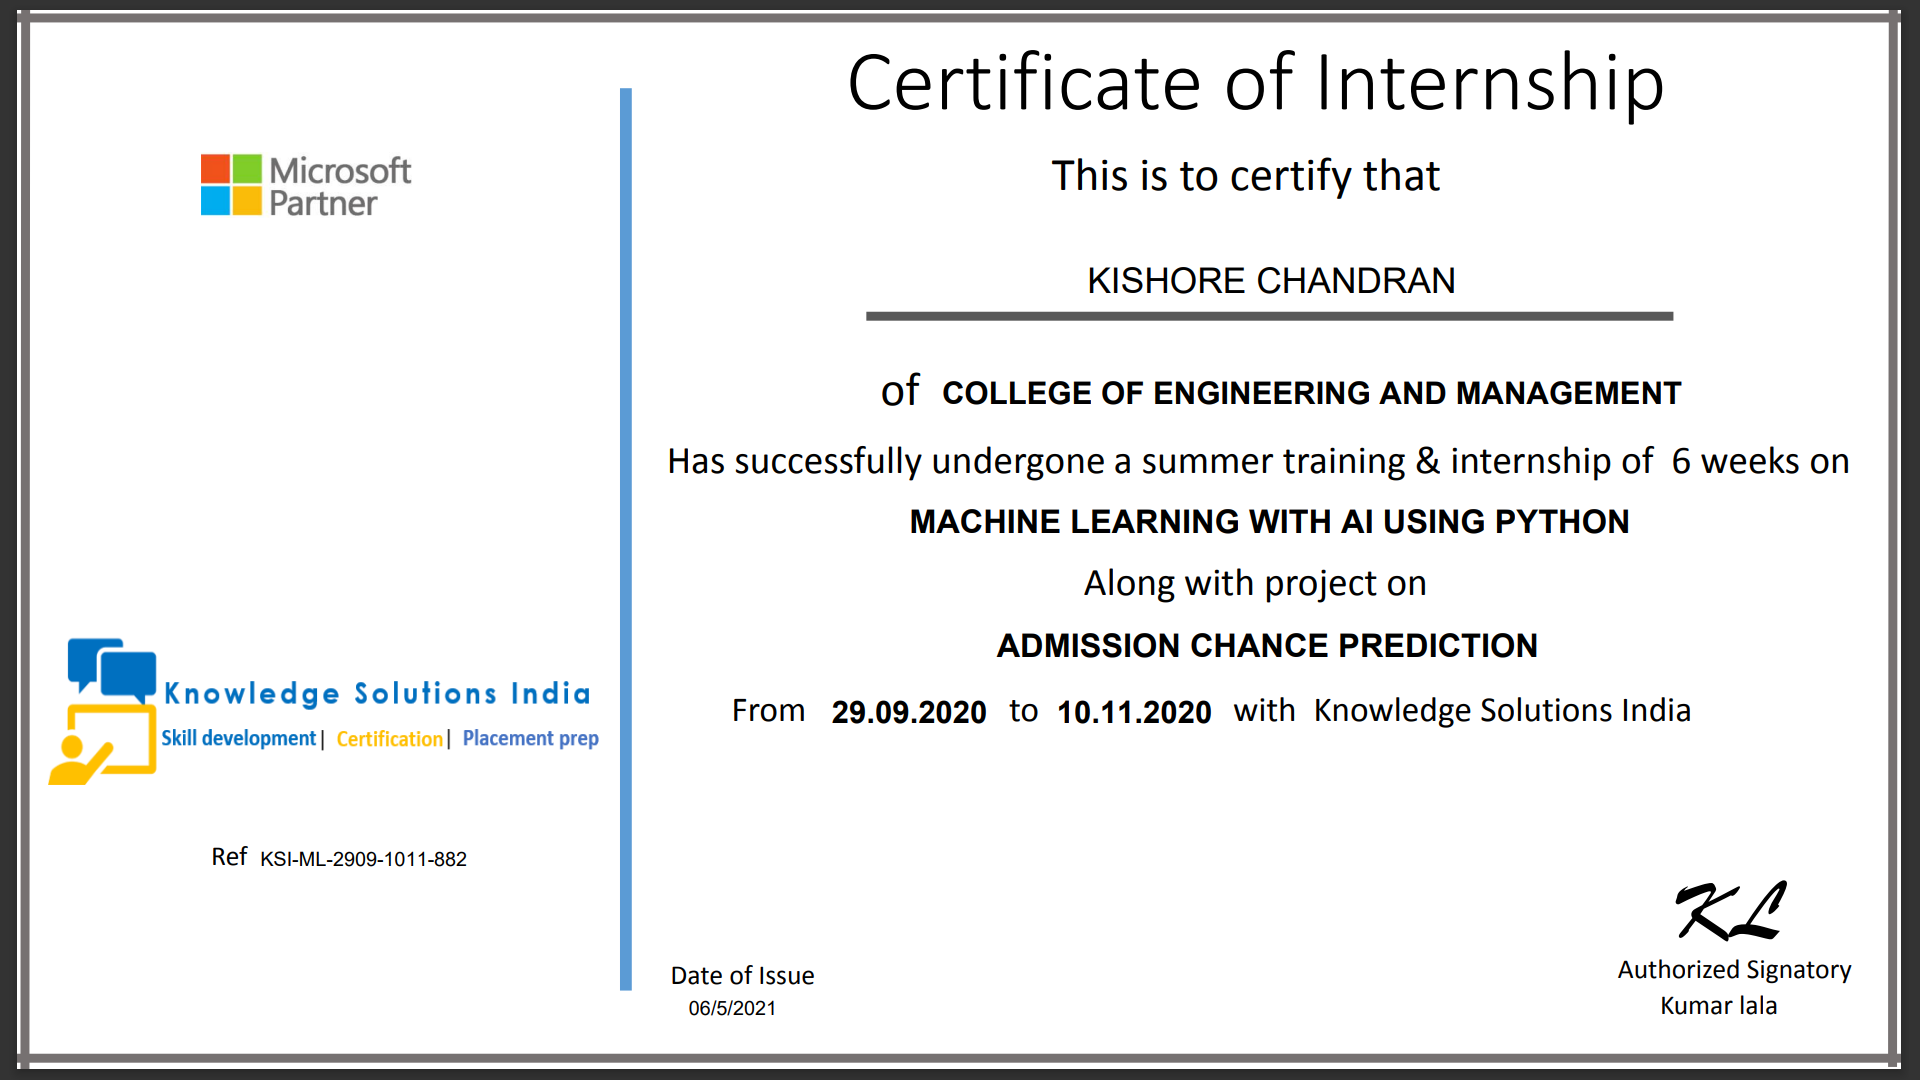 Microsoft
Partner
Knowledge Solutions India
Skill development | Certification | Placement prep
Ref KSI-ML-2909-1011-882
Certificate of Internship
This is to certify that
KISHORE CHANDRAN
of COLLEGE OF ENGINEERING AND MANAGEMENT
Has successfully undergone a summer training & internship of 6 weeks on
MACHINE LEARNING WITH AI USING PYTHON
Along with project on
ADMISSION CHANCE PREDICTION
From 29.09.2020 to 10.11.2020 with Knowledge Solutions India
Date of Issue
06/5/2021
KL
Authorized Signatory
Kumar lala